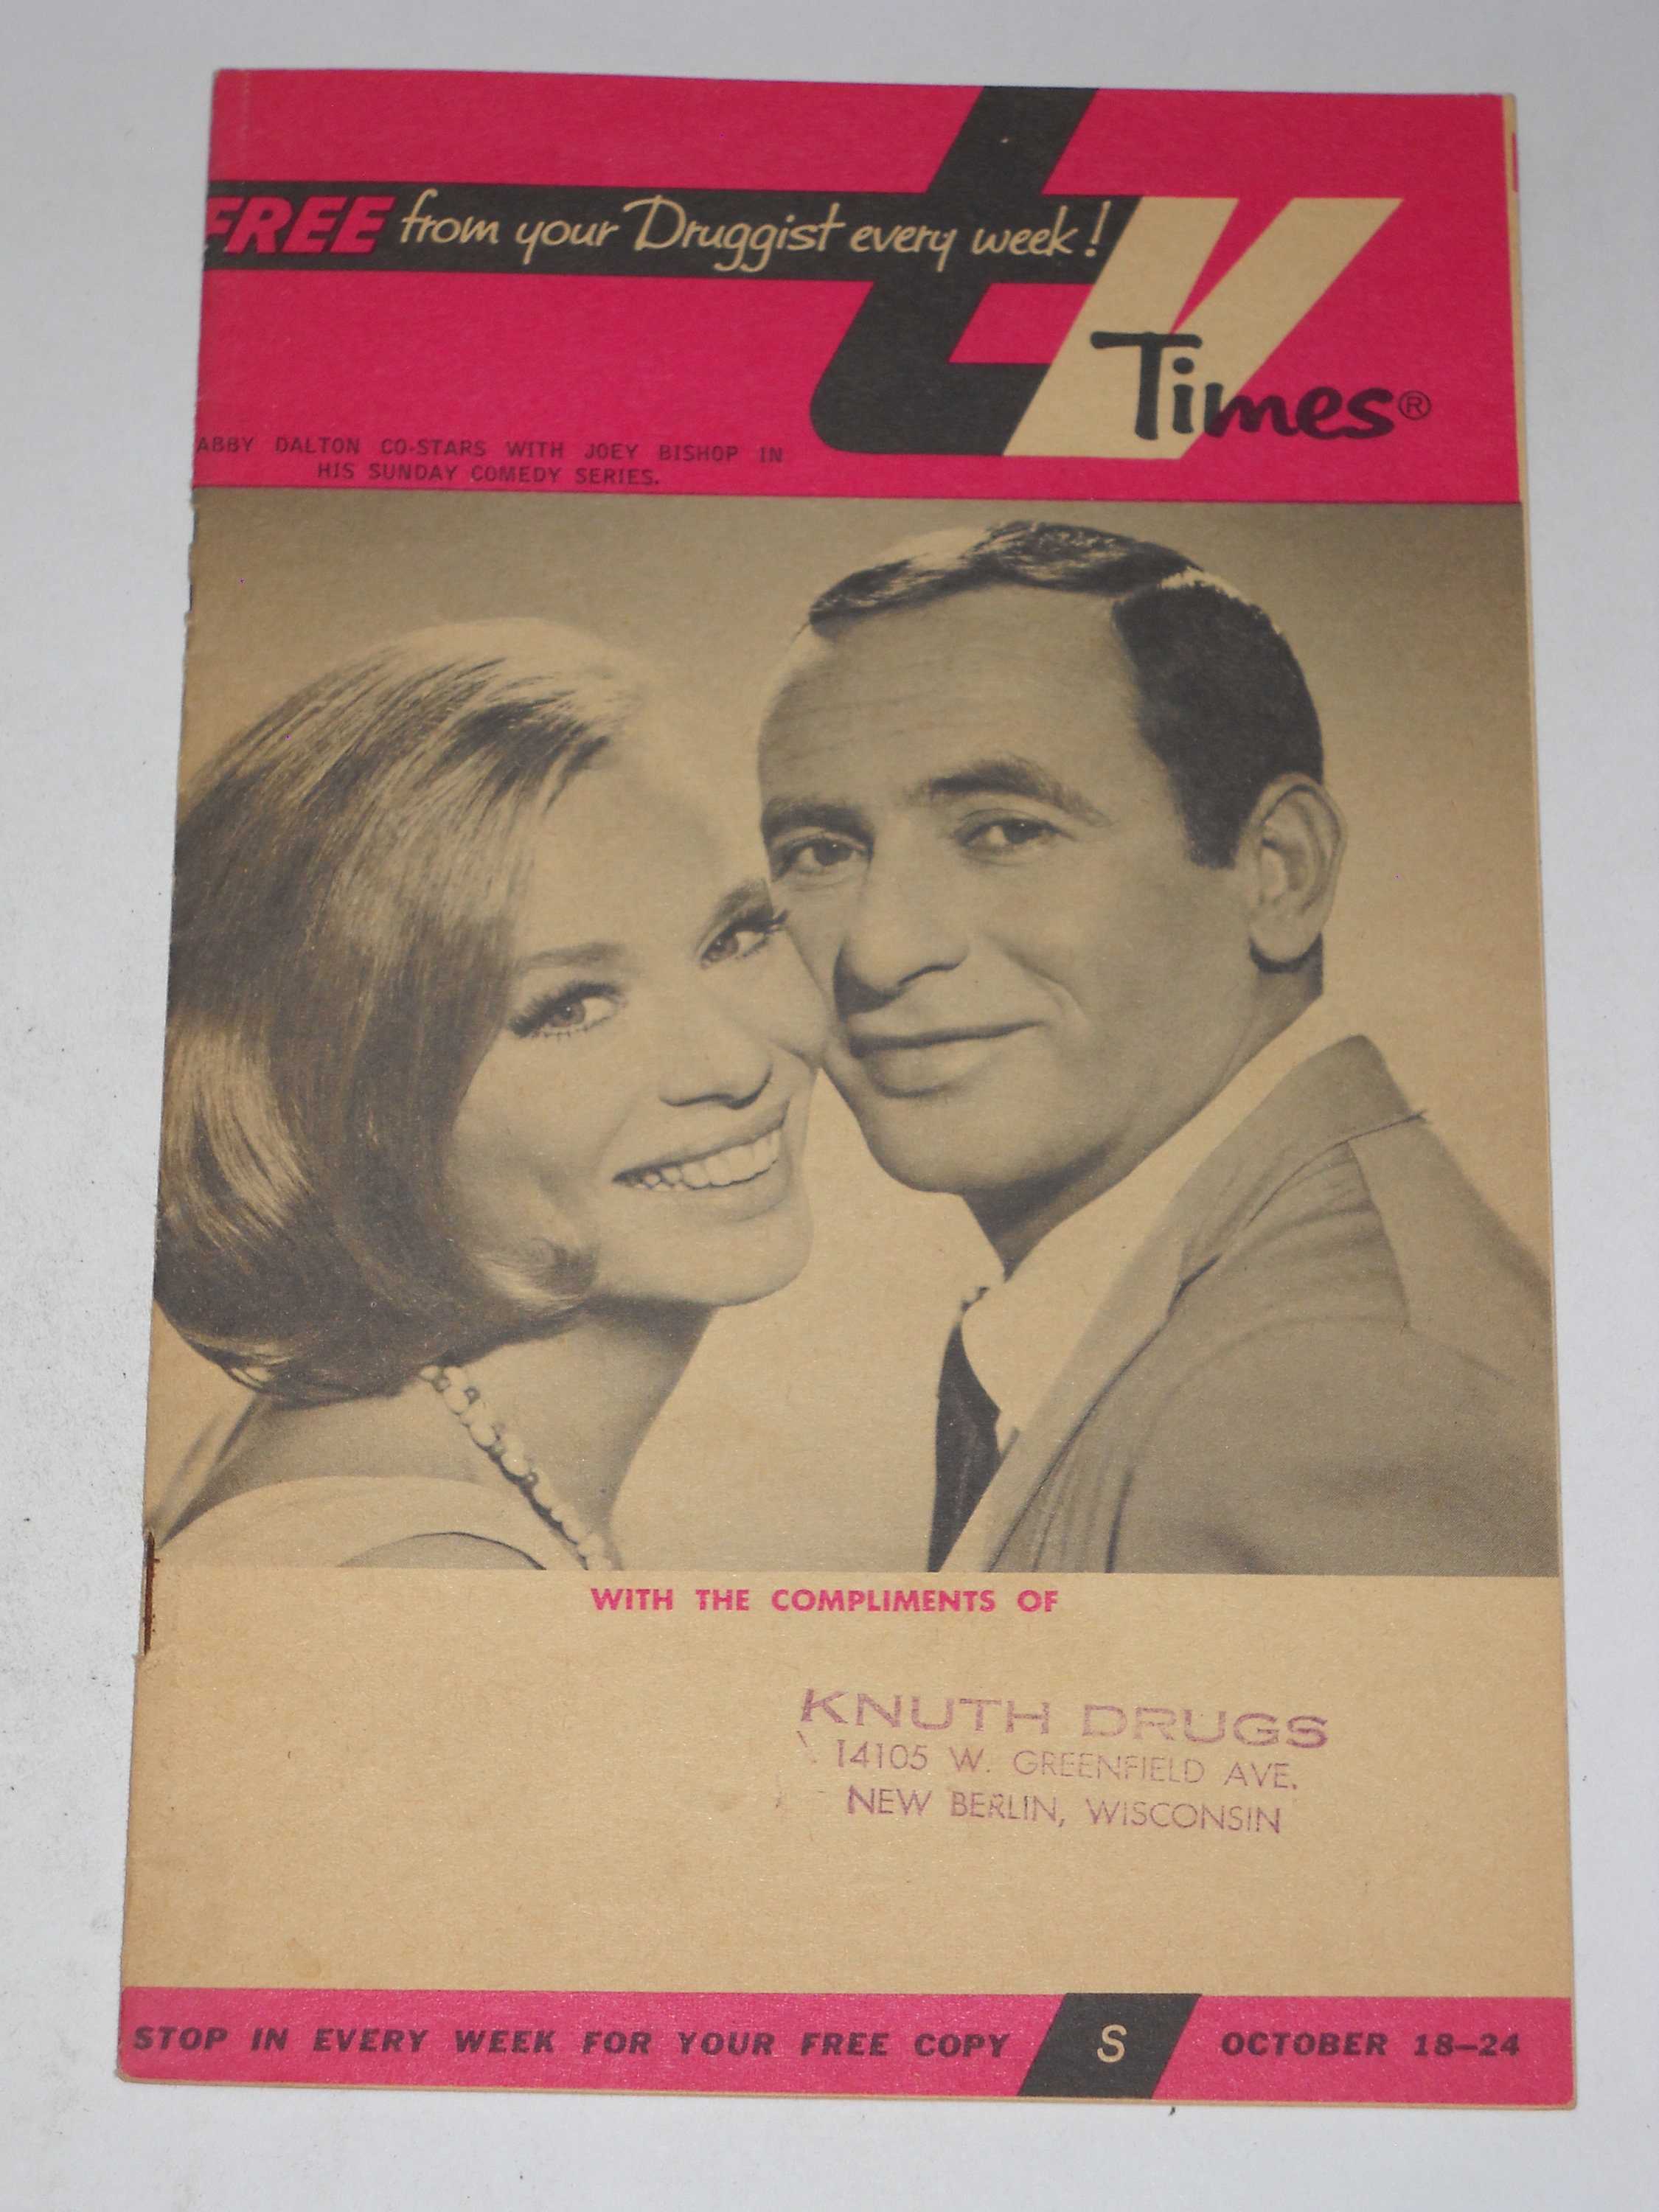 FREE from your Druggist every week!
tv
Times®
ABBY DALTON CO-STARS WITH JOEY BISHOP IN
HIS SUNDAY COMEDY SERIES.
WITH THE COMPLIMENTS OF
KNUTH DRUGS
14105 W. GREENFIELD AVE.
NEW BERLIN, WISCONSIN
STOP IN EVERY WEEK FOR YOUR FREE COPY S OCTOBER 18–24